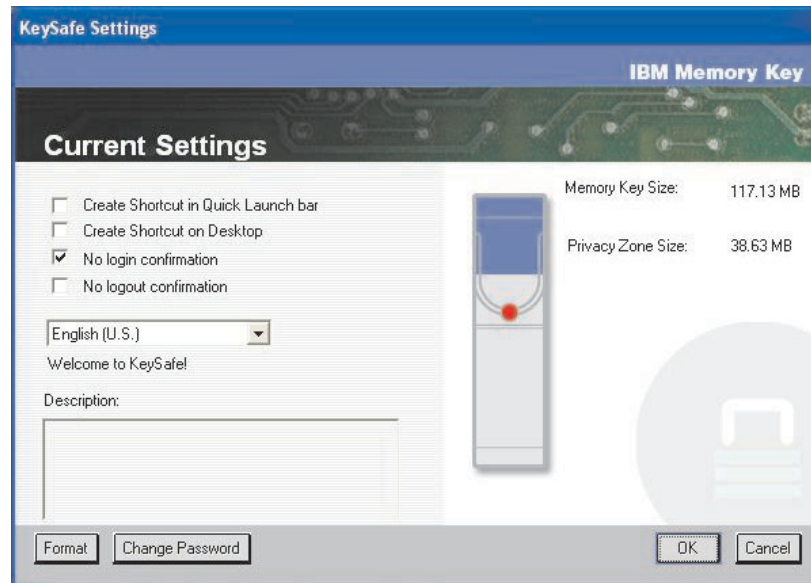 KeySafe Settings
IBM Memory Key
Current Settings
Create Shortcut in Quick Launch bar
Create Shortcut on Desktop
No login confirmation
No logout confirmation
English (U.S.)
Welcome to KeySafe!
Description:
Memory Key Size: 117.13 MB
Privacy Zone Size: 38.63 MB
Format
Change Password
OK
Cancel